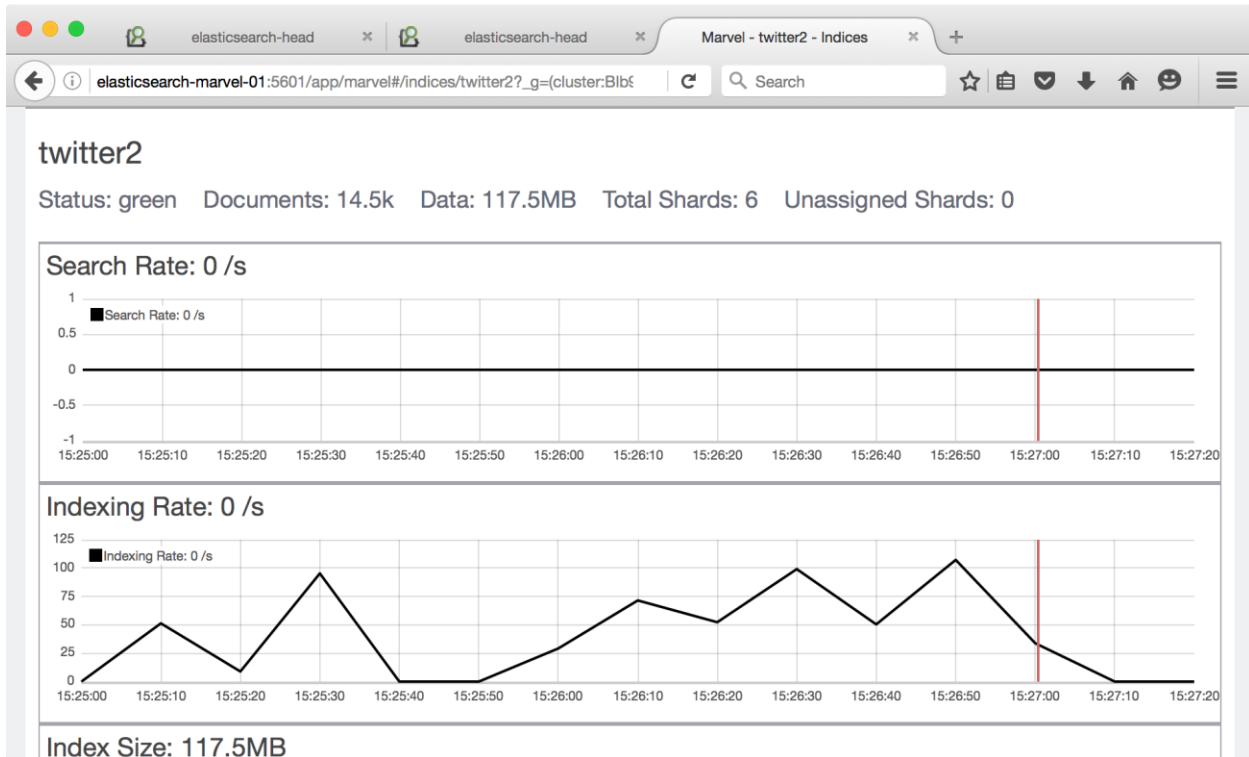 elasticsearch-head × elasticsearch-head × Marvel - twitter2 - Indices × +
elasticsearch-marvel-01:5601/app/marvel#/indices/twitter2?_g=(cluster:BIb9 Search
twitter2
Status: green Documents: 14.5k Data: 117.5MB Total Shards: 6 Unassigned Shards: 0
Search Rate: 0 /s
1
Search Rate: 0 /s
0.5
0
-0.5
-1
15:25:00 15:25:10 15:25:20 15:25:30 15:25:40 15:25:50 15:26:00 15:26:10 15:26:20 15:26:30 15:26:40 15:26:50 15:27:00 15:27:10 15:27:20
Indexing Rate: 0 /s
125
Indexing Rate: 0 /s
100
75
50
25
0
15:25:00 15:25:10 15:25:20 15:25:30 15:25:40 15:25:50 15:26:00 15:26:10 15:26:20 15:26:30 15:26:40 15:26:50 15:27:00 15:27:10 15:27:20
Index Size: 117.5MB